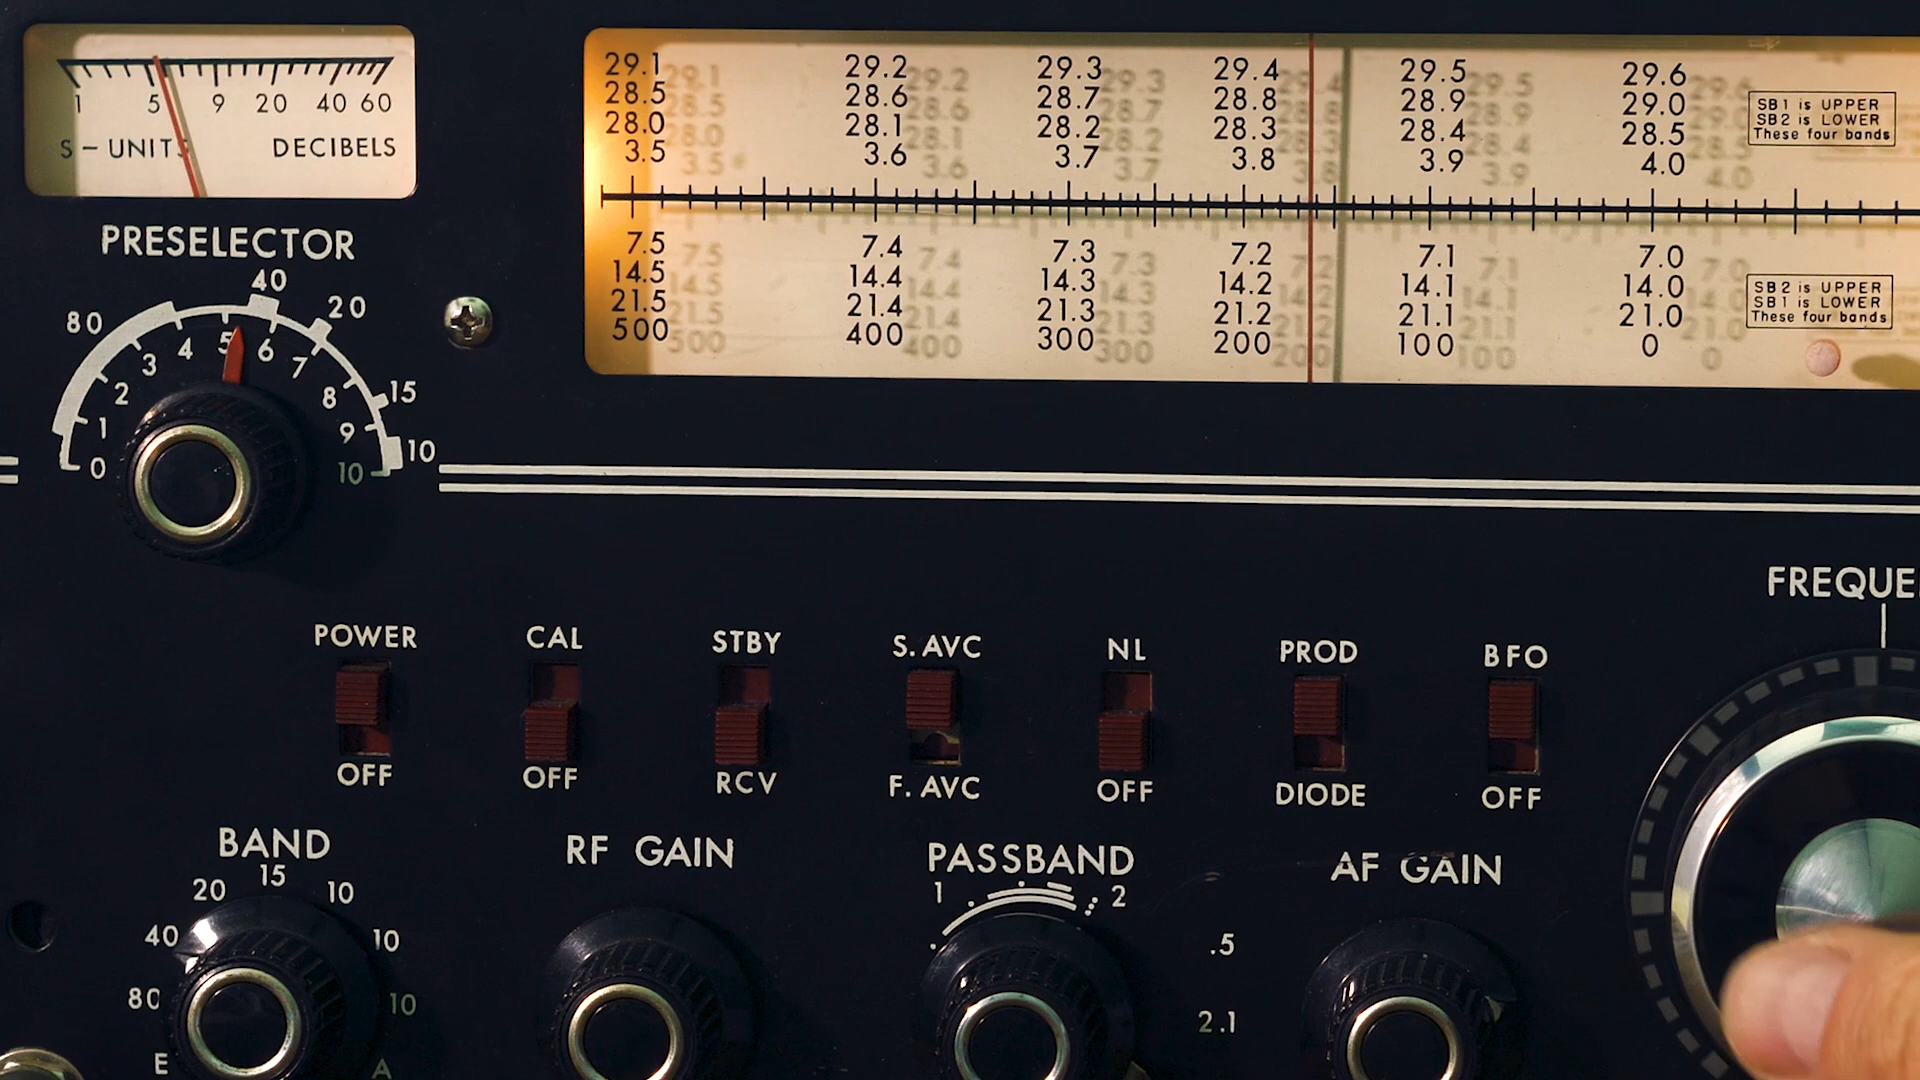 1 5 9 20 40 60
S-UNITS DECIBELS
29.1 29.2 29.3 29.4 29.5 29.6
28.5 28.6 28.7 28.8 28.9 29.0
28.0 28.1 28.2 28.3 28.4 28.5
3.5 3.6 3.7 3.8 3.9 4.0
SB1 is UPPER
SB2 is LOWER
These four bands
7.5 7.4 7.3 7.2 7.1 7.0
14.5 14.4 14.3 14.2 14.1 14.0
21.5 21.4 21.3 21.2 21.1 21.0
500 400 300 200 100 0
SB2 is UPPER
SB1 is LOWER
These four bands
PRESELECTOR
80 40 20 15 10
0 1 2 3 4 5 6 7 8 9 10
FREQUE
POWER CAL STBY S.AVC NL PROD BFO
OFF OFF RCV F.AVC OFF DIODE OFF
BAND RF GAIN PASSBAND AF GAIN
E 80 40 20 15 10 10 10 A
1 2
.5
2.1